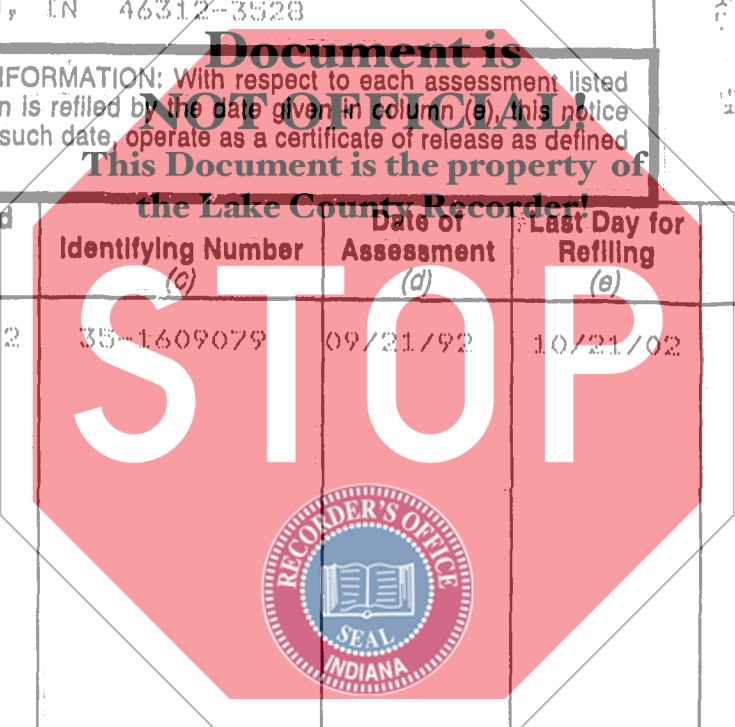 , IN 46312-3528
Document is
NFORMATION: With respect to each assessment listed
NOT OFFICIAL!
n is refiled by the date given in column (e), this notice
such date, operate as a certificate of release as defined
This Document is the property of
the Lake County Recorder!
d
Identifying Number
(c)
Date of
Assessment
(d)
Last Day for
Refiling
(e)
2 35-1609079 09/21/92 10/21/02
STOP
RECORDER'S OFFICE
SEAL
INDIANA